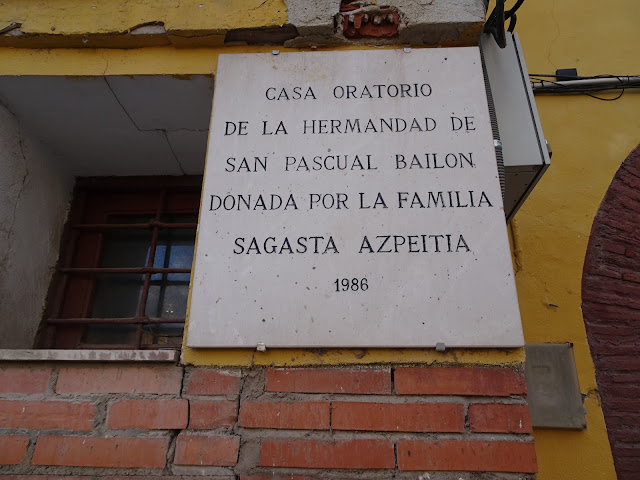 CASA ORATORIO
DE LA HERMANDAD DE
SAN PASCUAL BAILON
DONADA POR LA FAMILIA
SAGASTA AZPEITIA
1986